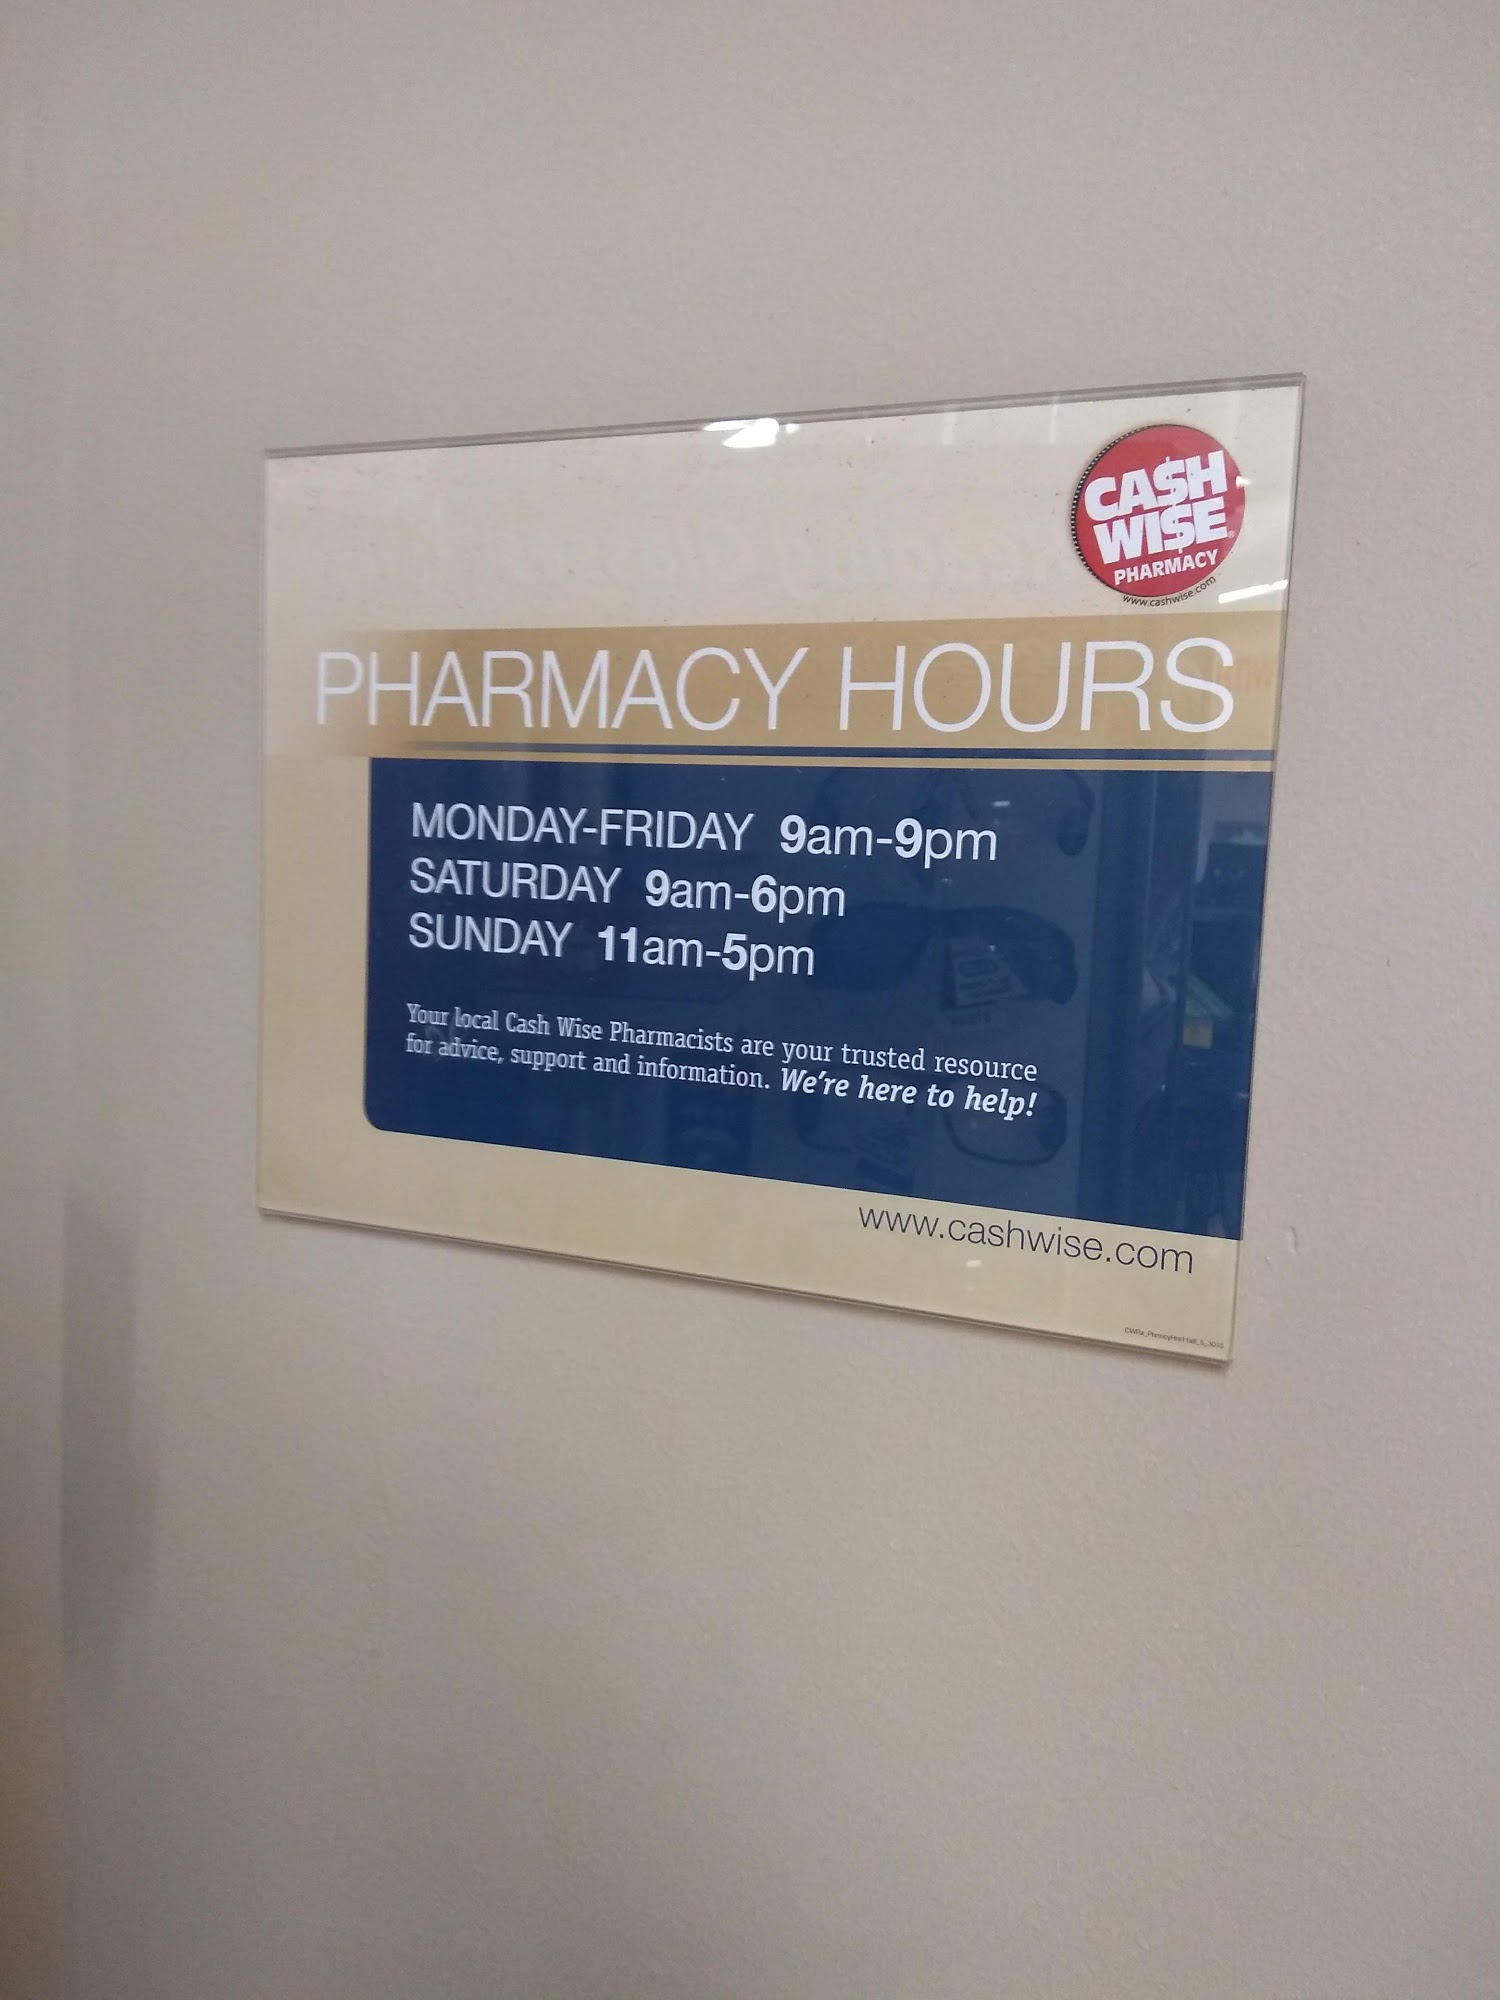 CA$H
WI$E
PHARMACY
www.cashwise.com
PHARMACY HOURS
MONDAY-FRIDAY 9am-9pm
SATURDAY 9am-6pm
SUNDAY 11am-5pm
Your local Cash Wise Pharmacists are your trusted resource
for advice, support and information. We're here to help!
www.cashwise.com